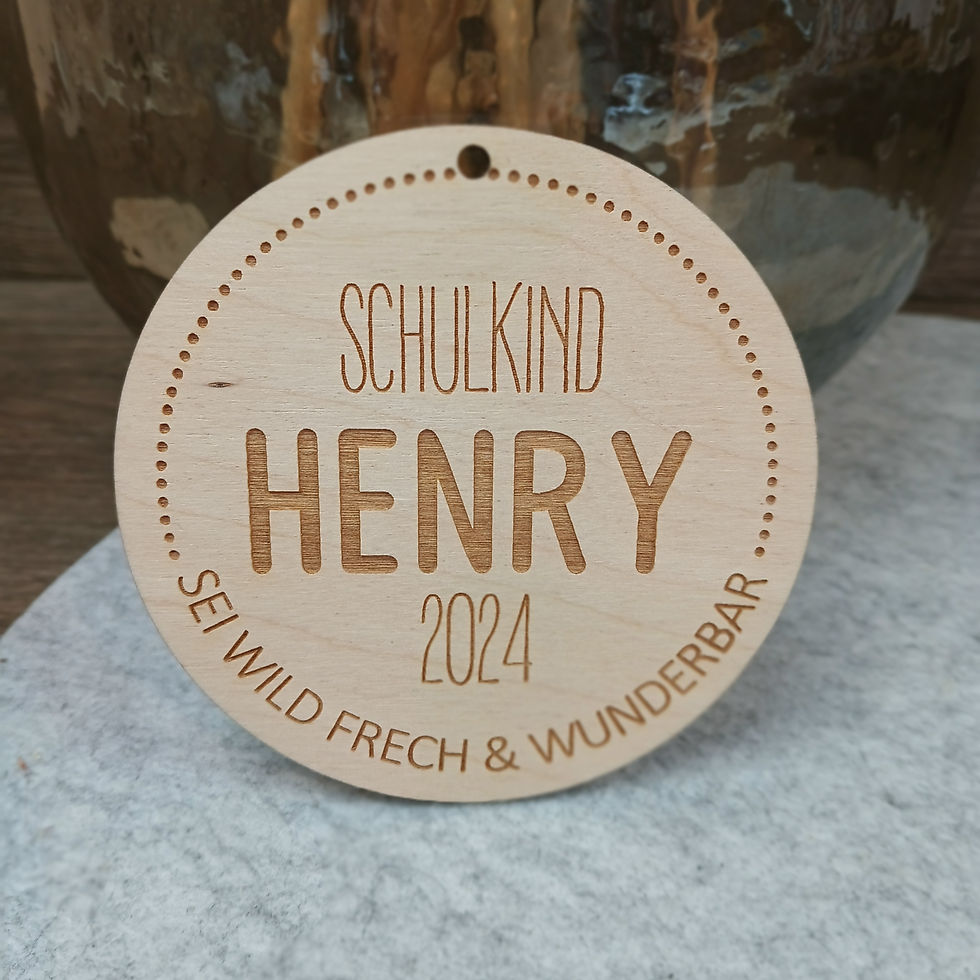 SCHULKIND
HENRY
2024
SEI WILD FRECH & WUNDERBAR